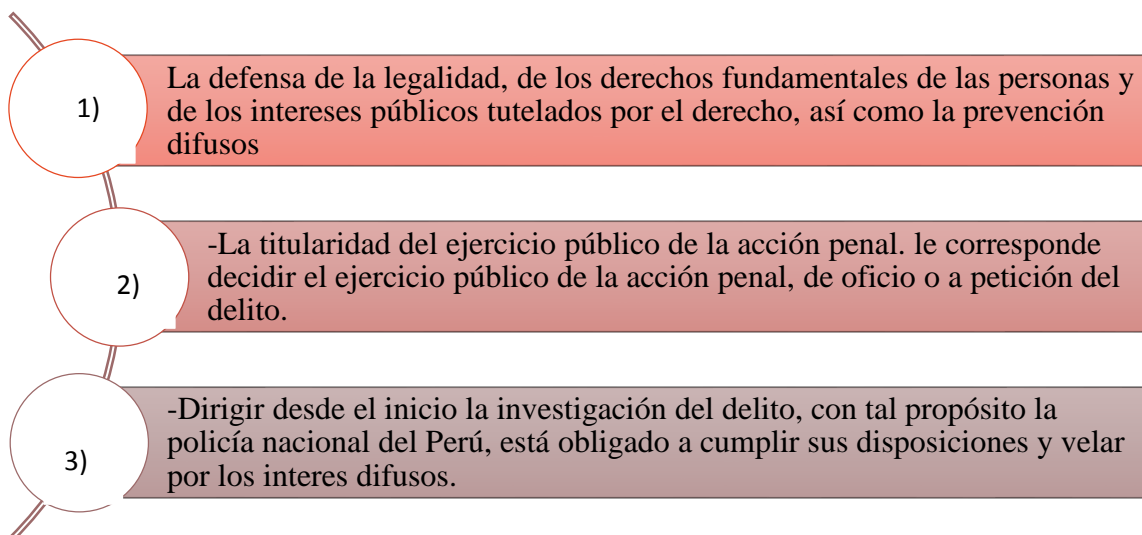 1)
La defensa de la legalidad, de los derechos fundamentales de las personas y
de los intereses públicos tutelados por el derecho, así como la prevención
difusos
2)
-La titularidad del ejercicio público de la acción penal. le corresponde
decidir el ejercicio público de la acción penal, de oficio o a petición del
delito.
3)
-Dirigir desde el inicio la investigación del delito, con tal propósito la
policía nacional del Perú, está obligado a cumplir sus disposiciones y velar
por los interes difusos.